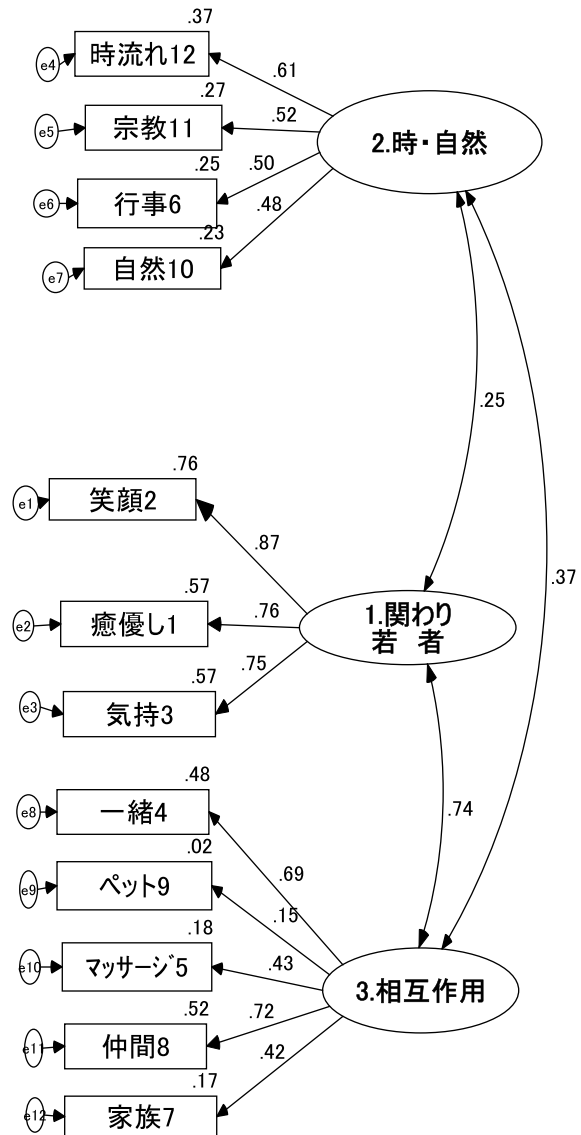 .37
時流れ12
e4
.61
.27
宗教11
e5
.52
2.時・自然
.25
行事6
e6
.50
.23
自然10
e7
.48
.25
.37
.76
笑顔2
e1
.87
.57
癒優し1
e2
.76
1.関わり
若 者
.57
気持3
e3
.75
.74
.48
一緒4
e8
.69
.02
ペット9
e9
.15
.18
マッサージ5
e10
.43
3.相互作用
.52
仲間8
e11
.72
.17
家族7
e12
.42